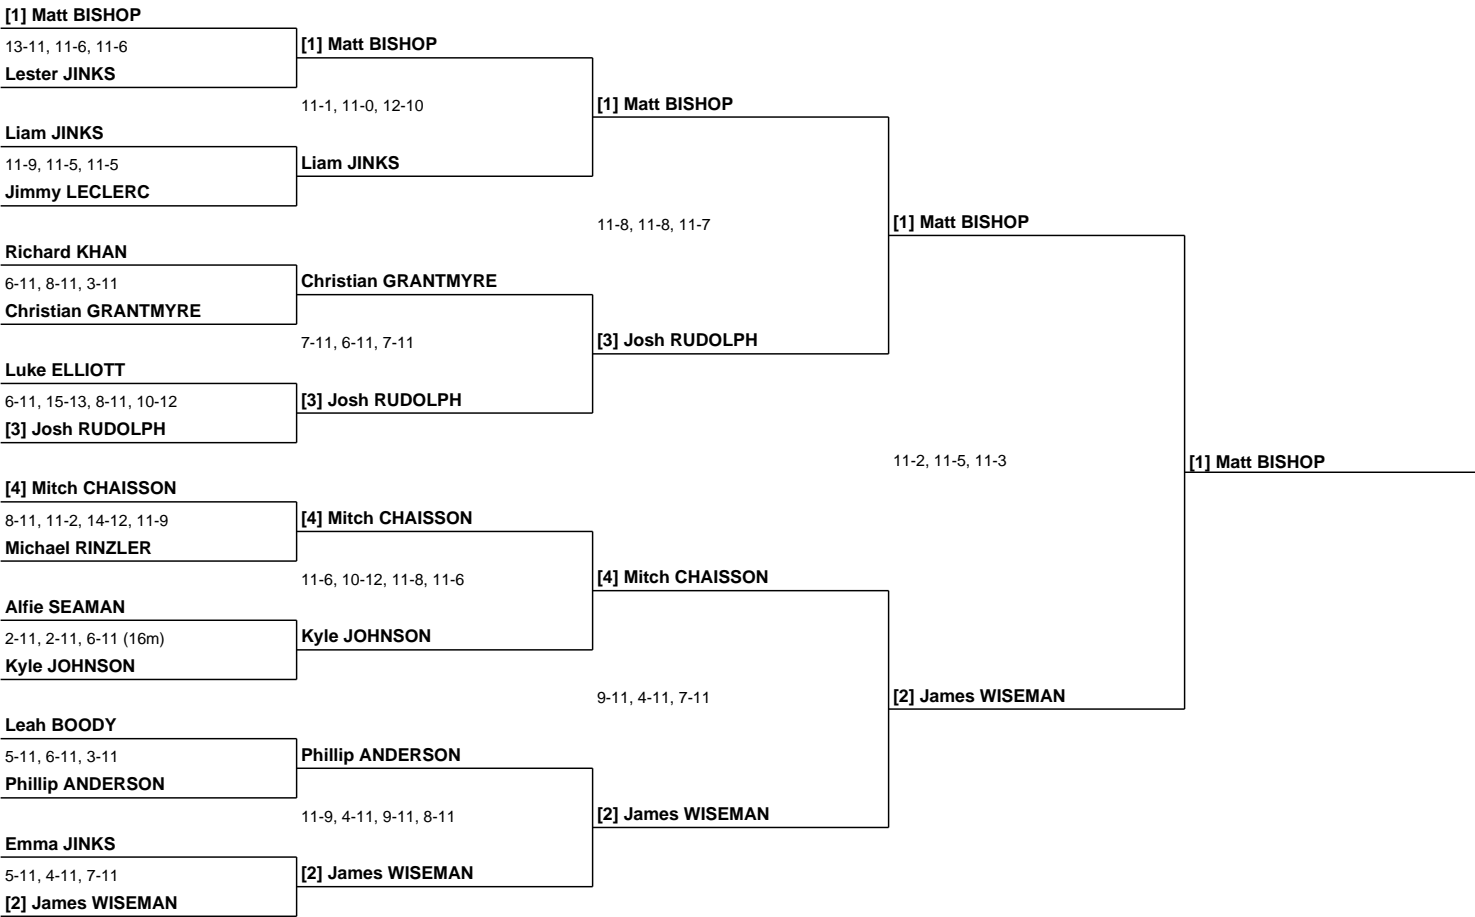 [1] Matt BISHOP
13-11, 11-6, 11-6
Lester JINKS
Liam JINKS
11-9, 11-5, 11-5
Jimmy LECLERC
Richard KHAN
6-11, 8-11, 3-11
Christian GRANTMYRE
Luke ELLIOTT
6-11, 15-13, 8-11, 10-12
[3] Josh RUDOLPH
[4] Mitch CHAISSON
8-11, 11-2, 14-12, 11-9
Michael RINZLER
Alfie SEAMAN
2-11, 2-11, 6-11 (16m)
Kyle JOHNSON
Leah BOODY
5-11, 6-11, 3-11
Phillip ANDERSON
Emma JINKS
5-11, 4-11, 7-11
[2] James WISEMAN
[1] Matt BISHOP
11-1, 11-0, 12-10
Liam JINKS
Christian GRANTMYRE
7-11, 6-11, 7-11
[3] Josh RUDOLPH
[4] Mitch CHAISSON
11-6, 10-12, 11-8, 11-6
Kyle JOHNSON
Phillip ANDERSON
11-9, 4-11, 9-11, 8-11
[2] James WISEMAN
[1] Matt BISHOP
11-8, 11-8, 11-7
[3] Josh RUDOLPH
[4] Mitch CHAISSON
9-11, 4-11, 7-11
[2] James WISEMAN
[1] Matt BISHOP
11-2, 11-5, 11-3
[2] James WISEMAN
[1] Matt BISHOP